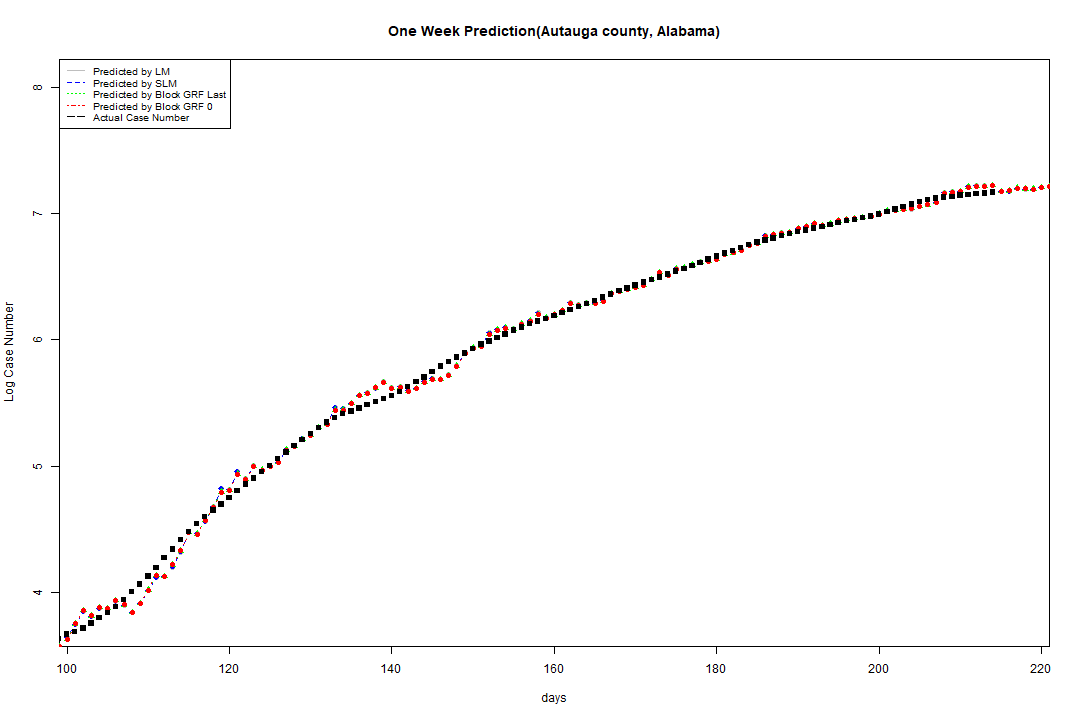 One Week Prediction(Autauga county, Alabama)
Predicted by LM
Predicted by SLM
Predicted by Block GRF Last
Predicted by Block GRF 0
Actual Case Number
8
7
6
5
4
Log Case Number
100 120 140 160 180 200 220
days